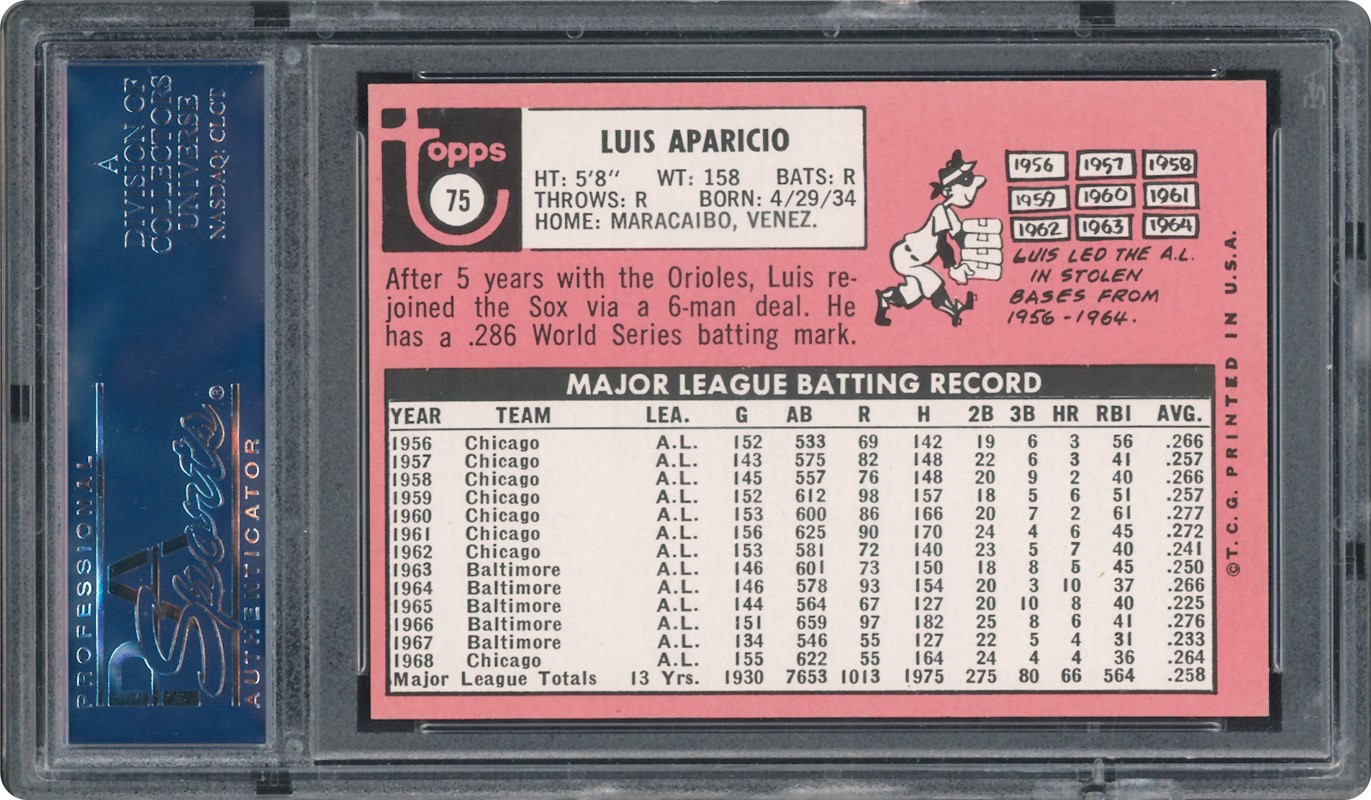 A
DIVISION OF
COLLECTORS
UNIVERSE
NASDAQ: CLCT
PROFESSIONAL
PSA
Sports®
AUTHENTICATOR
Topps
75
LUIS APARICIO
HT: 5'8" WT: 158 BATS: R
THROWS: R BORN: 4/29/34
HOME: MARACAIBO, VENEZ.
After 5 years with the Orioles, Luis re-
joined the Sox via a 6-man deal. He
has a .286 World Series batting mark.
1956 1957 1958
1959 1960 1961
1962 1963 1964
LUIS LED THE A.L.
IN STOLEN
BASES FROM
1956-1964.
MAJOR LEAGUE BATTING RECORD
YEAR TEAM LEA. G AB R H 2B 3B HR RBI AVG.
1956 Chicago A.L. 152 533 69 142 19 6 3 56 .266
1957 Chicago A.L. 143 575 82 148 22 6 3 41 .257
1958 Chicago A.L. 145 557 76 148 20 9 2 40 .266
1959 Chicago A.L. 152 612 98 157 18 5 6 51 .257
1960 Chicago A.L. 153 600 86 166 20 7 2 61 .277
1961 Chicago A.L. 156 625 90 170 24 4 6 45 .272
1962 Chicago A.L. 153 581 72 140 23 5 7 40 .241
1963 Baltimore A.L. 146 601 73 150 18 8 5 45 .250
1964 Baltimore A.L. 146 578 93 154 20 3 10 37 .266
1965 Baltimore A.L. 144 564 67 127 20 10 8 40 .225
1966 Baltimore A.L. 151 659 97 182 25 8 6 41 .276
1967 Baltimore A.L. 134 546 55 127 22 5 4 31 .233
1968 Chicago A.L. 155 622 55 164 24 4 4 36 .264
Major League Totals 13 Yrs. 1930 7653 1013 1975 275 80 66 564 .258
©T.C.G. PRINTED IN U.S.A.